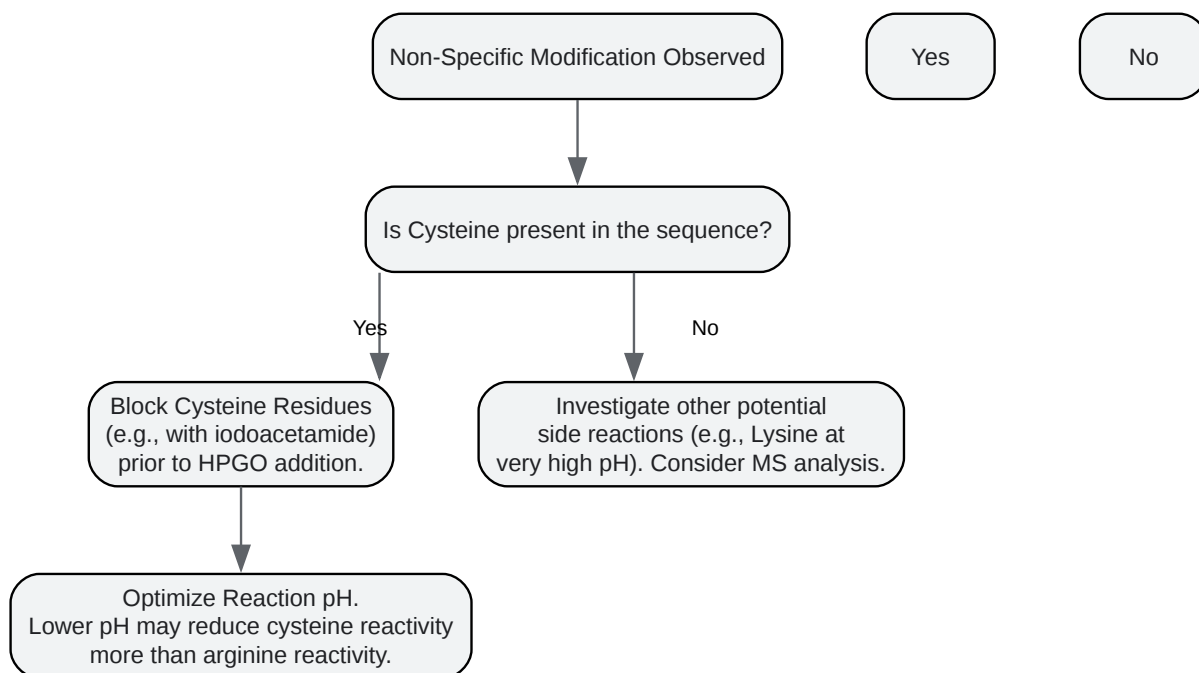 Non-Specific Modification Observed
Yes
No
Is Cysteine present in the sequence?
Yes
No
Block Cysteine Residues
(e.g., with iodoacetamide)
prior to HPGO addition.
Investigate other potential
side reactions (e.g., Lysine at
very high pH). Consider MS analysis.
Optimize Reaction pH.
Lower pH may reduce cysteine reactivity
more than arginine reactivity.